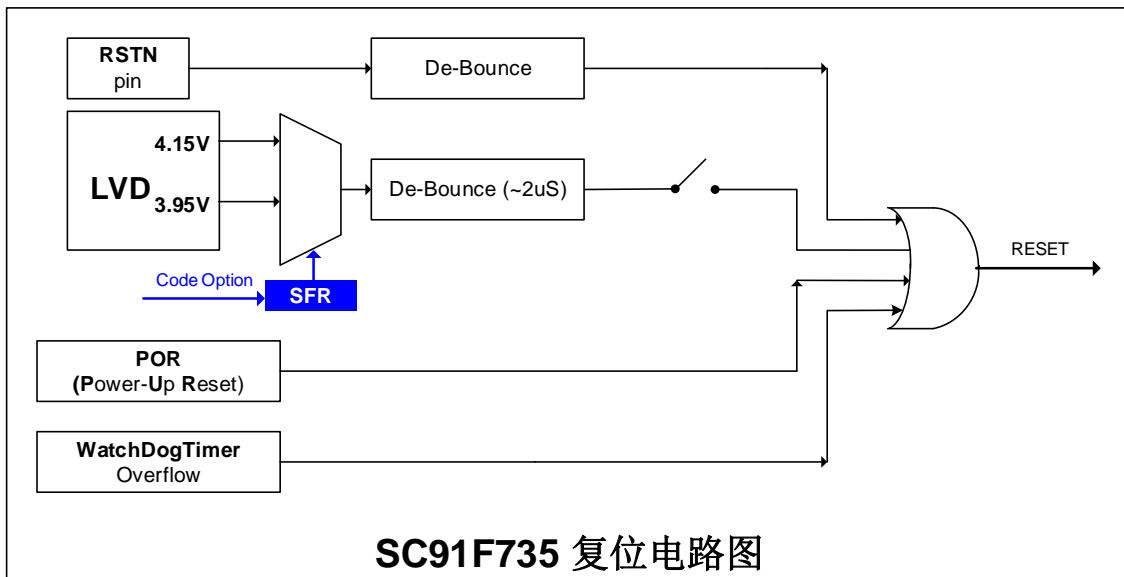 RSTN
pin
De-Bounce
4.15V
LVD
3.95V
De-Bounce (~2uS)
Code Option
SFR
RESET
POR
(Power-Up Reset)
WatchDogTimer
Overflow
SC91F735 复位电路图